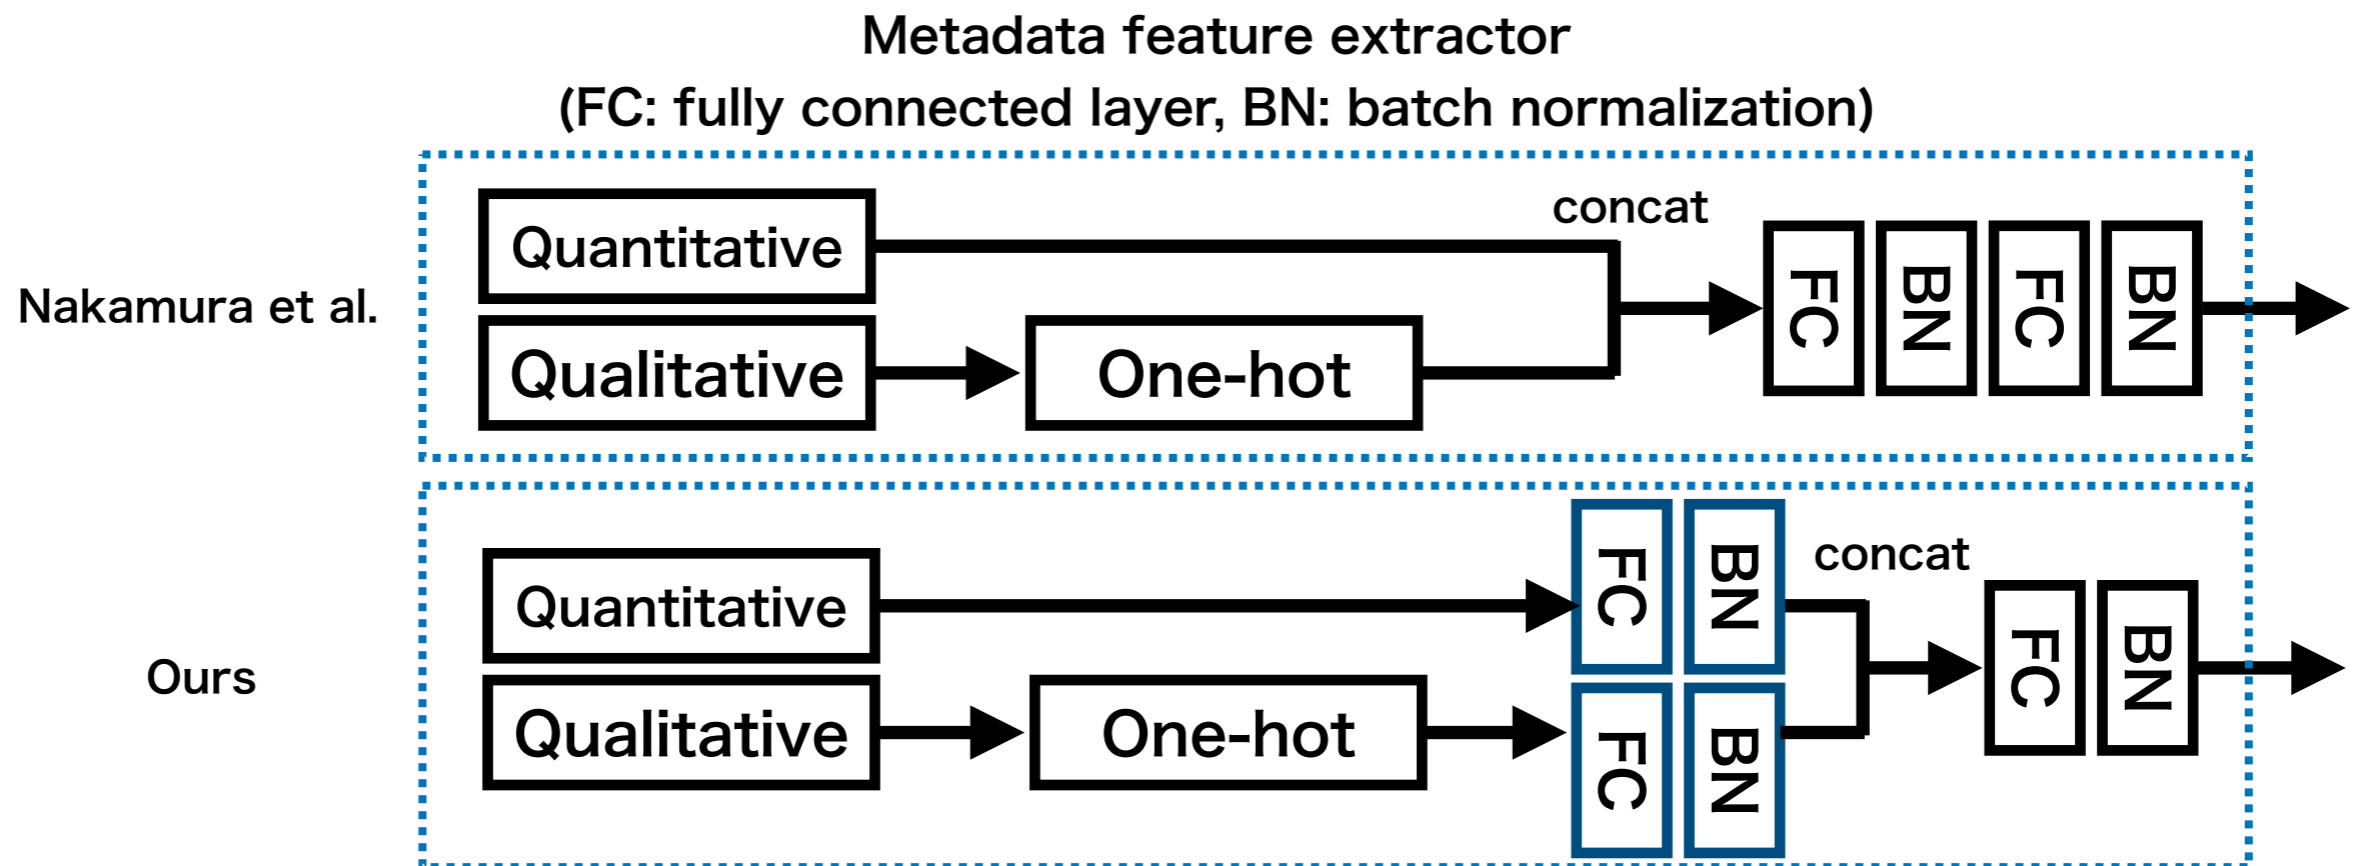 Metadata feature extractor
(FC: fully connected layer, BN: batch normalization)
Nakamura et al.
Quantitative
Qualitative
One-hot
concat
FC
BN
FC
BN
Ours
Quantitative
Qualitative
One-hot
FC
BN
FC
BN
concat
FC
BN